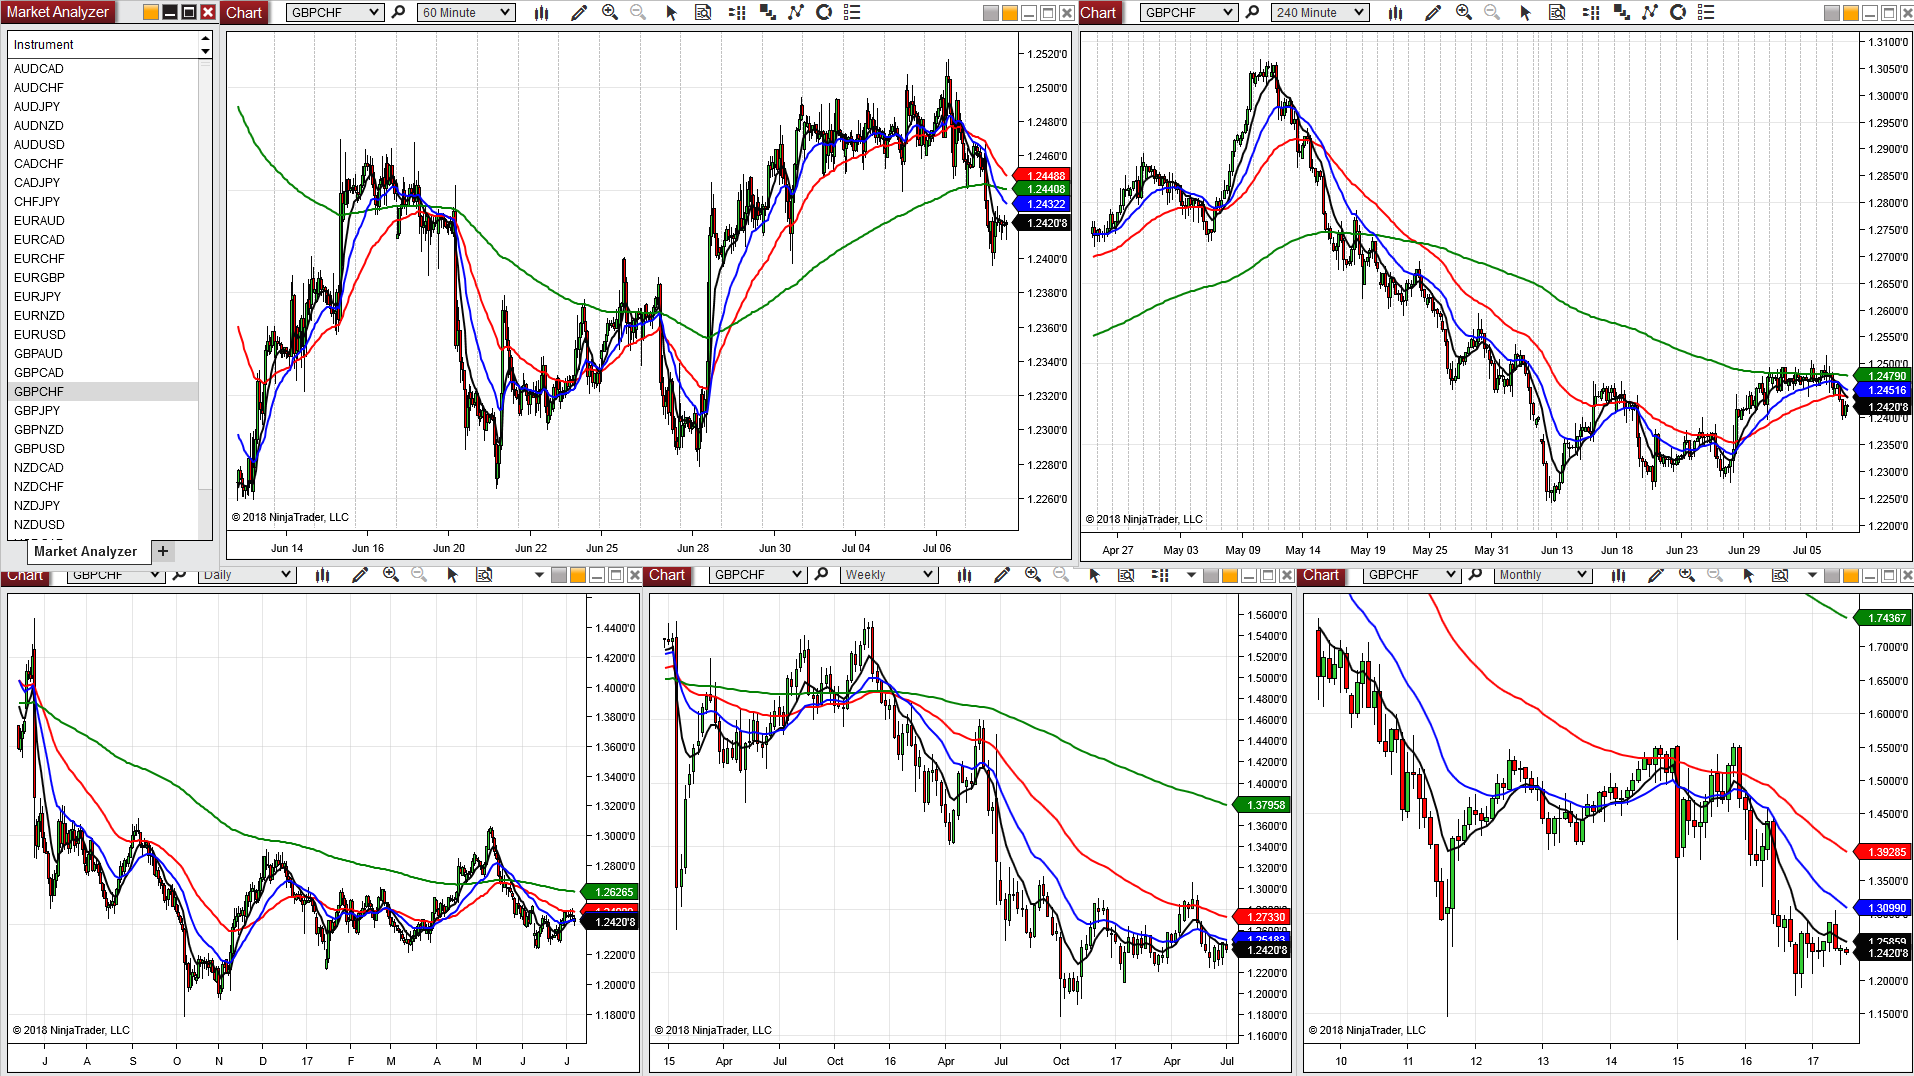 Market Analyzer
Instrument
AUDCAD
AUDCHF
AUDJPY
AUDNZD
AUDUSD
CADCHF
CADJPY
CHFJPY
EURAUD
EURCAD
EURCHF
EURGBP
EURJPY
EURNZD
EURUSD
GBPAUD
GBPCAD
GBPCHF
GBPJPY
GBPNZD
GBPUSD
NZDCAD
NZDCHF
NZDJPY
NZDUSD
Market Analyzer +
Chart GBPCHF 60 Minute
1.2520'0
1.2500'0
1.2480'0
1.2460'0
1.24488
1.24408
1.24322
1.2420'8
1.2400'0
1.2380'0
1.2360'0
1.2340'0
1.2320'0
1.2300'0
1.2280'0
1.2260'0
© 2018 NinjaTrader, LLC
Jun 14 Jun 16 Jun 20 Jun 22 Jun 25 Jun 28 Jun 30 Jul 04 Jul 06
Chart GBPCHF 240 Minute
1.3100'0
1.3050'0
1.3000'0
1.2950'0
1.2900'0
1.2850'0
1.2800'0
1.2750'0
1.2700'0
1.2650'0
1.2600'0
1.2550'0
1.2500'0
1.24790
1.24516
1.2420'8
1.2400'0
1.2350'0
1.2300'0
1.2250'0
1.2200'0
© 2018 NinjaTrader, LLC
Apr 27 May 03 May 09 May 14 May 19 May 25 May 31 Jun 13 Jun 18 Jun 23 Jun 29 Jul 05
Chart GBPCHF Daily
1.4400'0
1.4200'0
1.4000'0
1.3800'0
1.3600'0
1.3400'0
1.3200'0
1.3000'0
1.2800'0
1.26265
1.2420'8
1.2200'0
1.2000'0
1.1800'0
© 2018 NinjaTrader, LLC
J A S O N D 17 F M A M J J
Chart GBPCHF Weekly
1.5600'0
1.5400'0
1.5200'0
1.5000'0
1.4800'0
1.4600'0
1.4400'0
1.4200'0
1.4000'0
1.37958
1.3600'0
1.3400'0
1.3200'0
1.3000'0
1.27330
1.25183
1.2420'8
1.2200'0
1.2000'0
1.1800'0
1.1600'0
© 2018 NinjaTrader, LLC
15 Apr Jul Oct 16 Apr Jul Oct 17 Apr Jul
Chart GBPCHF Monthly
1.74367
1.7000'0
1.6500'0
1.6000'0
1.5500'0
1.5000'0
1.4500'0
1.39285
1.3500'0
1.30990
1.25859
1.2420'8
1.2000'0
1.1500'0
© 2018 NinjaTrader, LLC
10 11 12 13 14 15 16 17